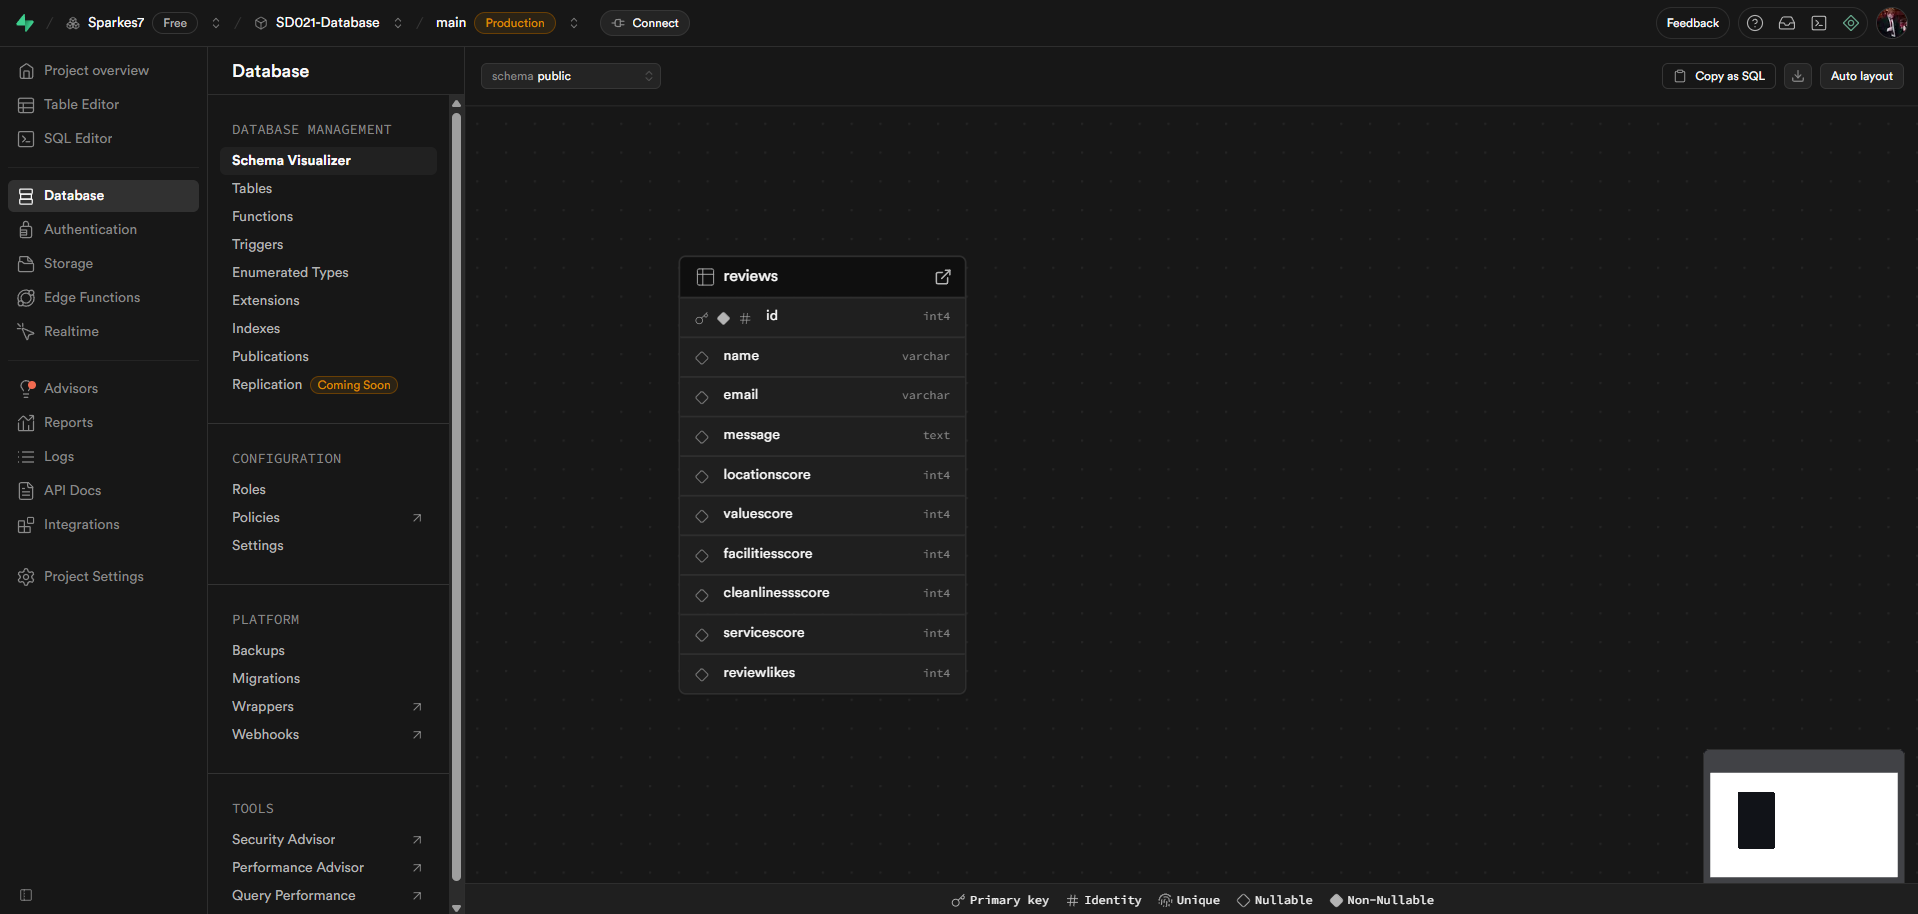 Sparkes7 Free SD021-Database main Production Connect Feedback
Project overview
Table Editor
SQL Editor
Database
Authentication
Storage
Edge Functions
Realtime
Advisors
Reports
Logs
API Docs
Integrations
Project Settings
Database
DATABASE MANAGEMENT
Schema Visualizer
Tables
Functions
Triggers
Enumerated Types
Extensions
Indexes
Publications
Replication Coming Soon
CONFIGURATION
Roles
Policies
Settings
PLATFORM
Backups
Migrations
Wrappers
Webhooks
TOOLS
Security Advisor
Performance Advisor
Query Performance
schema public
Copy as SQL Auto layout
reviews
id int4
name varchar
email varchar
message text
locationscore int4
valuescore int4
facilitiesscore int4
cleanlinessscore int4
servicescore int4
reviewlikes int4
Primary key Identity Unique Nullable Non-Nullable